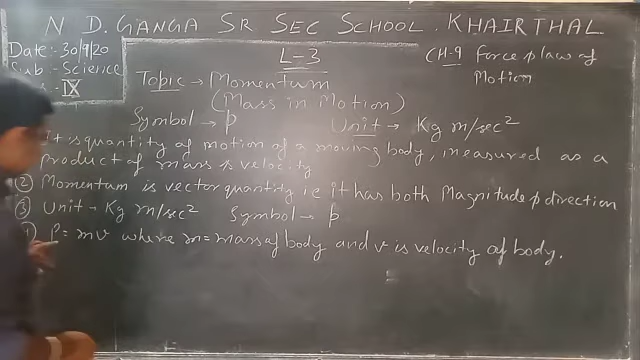 N D. GANGA SR SEC SCHOOL. KHAIRTHAL
Date:- 30/9/20
Sub:- Science
IX
L-3
CH-9 Force & law of
Motion
Topic → Momentum
(Mass in Motion)
Symbol → p
Unit → Kg m/sec²
It is quantity of motion of a moving body, measured as a
product of mass & velocity
② Momentum is vector quantity i.e it has both Magnitude & direction
③ Unit → Kg m/sec² Symbol → p
④ P = mv where m = mass of body and v is velocity of body.